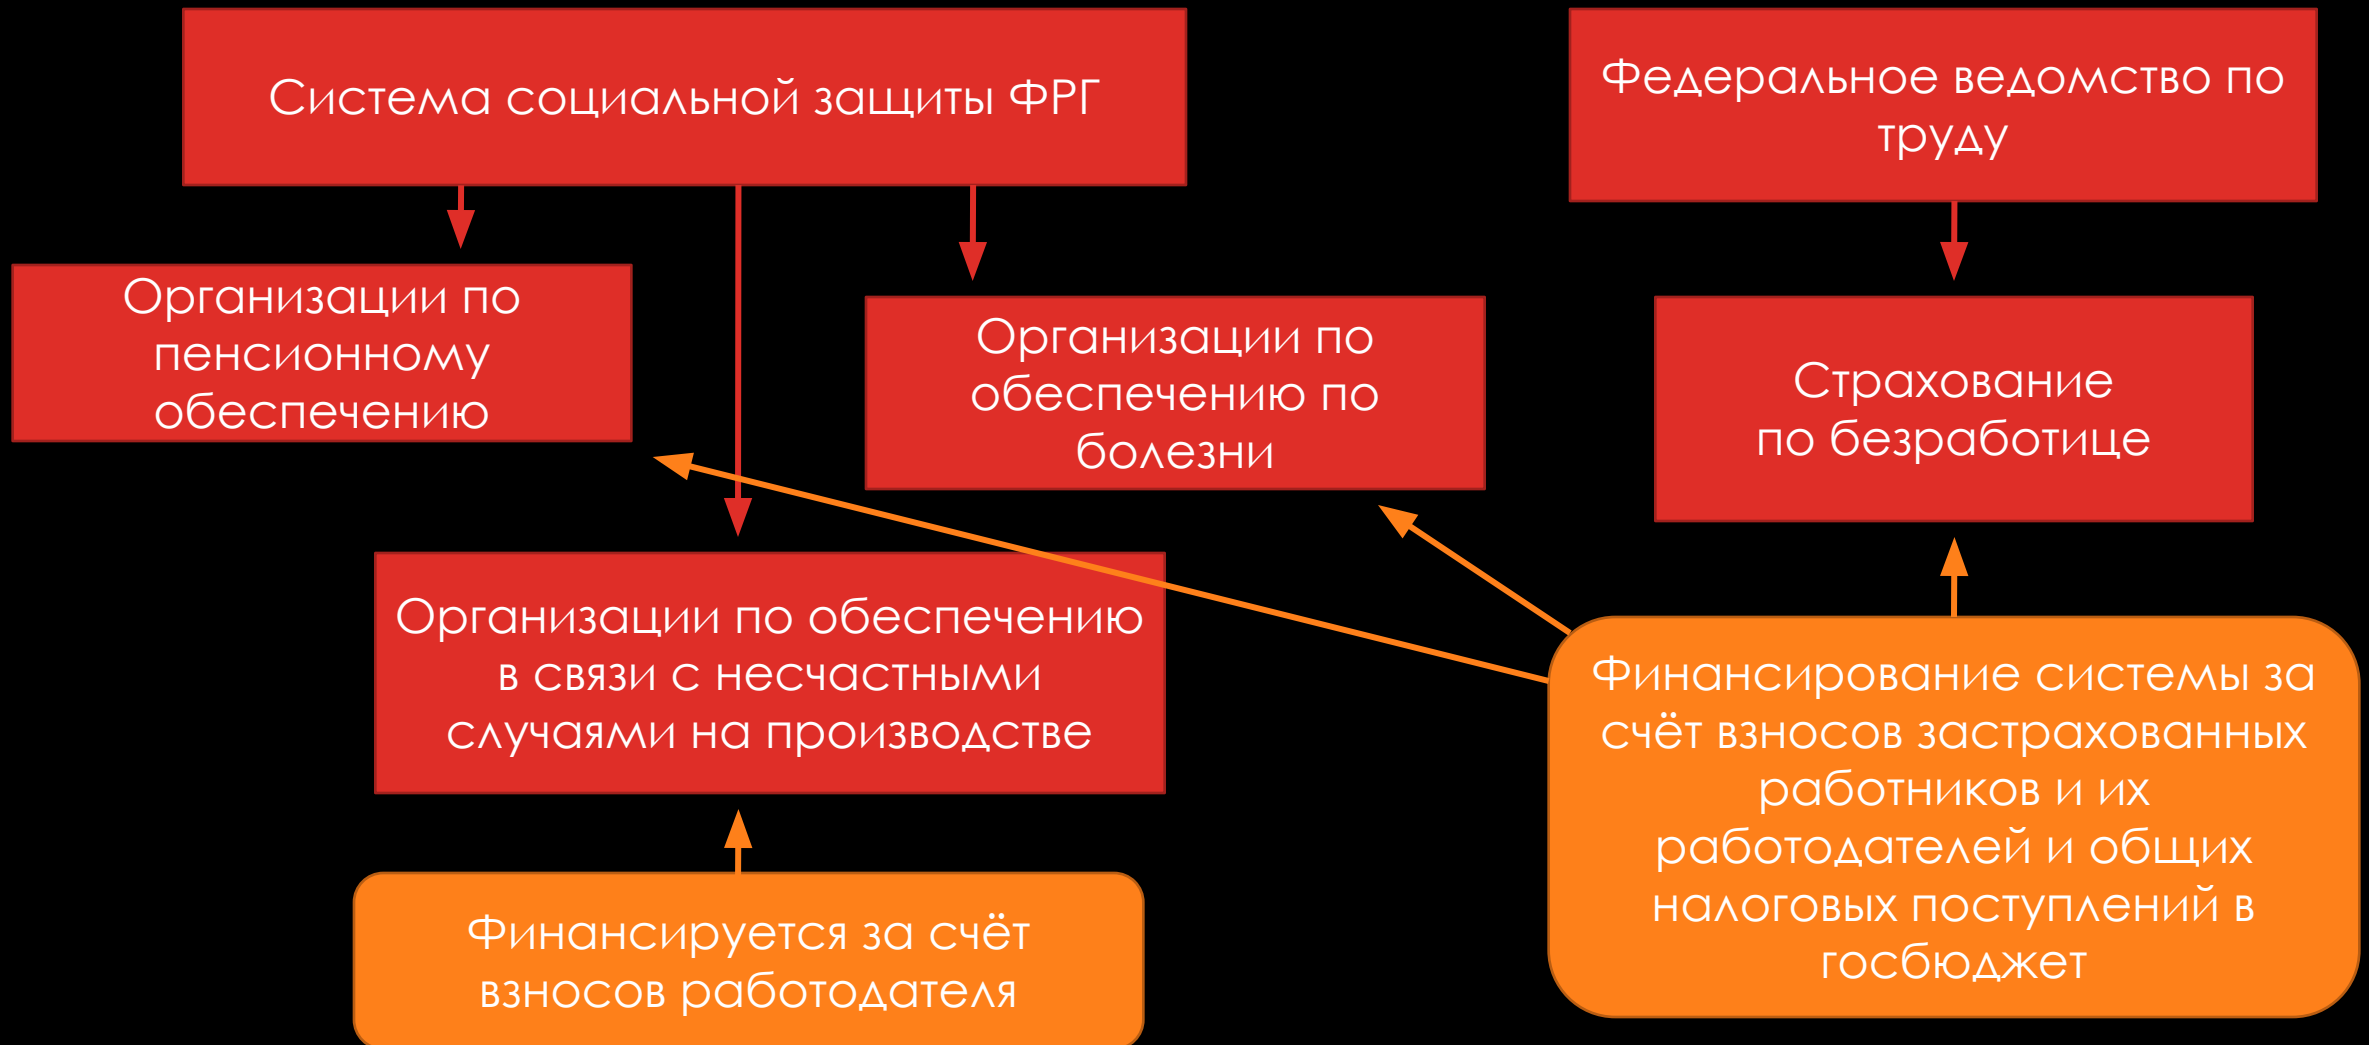 Система социальной защиты ФРГ
Федеральное ведомство по
труду
Организации по
пенсионному
обеспечению
Организации по
обеспечению по
болезни
Страхование
по безработице
Организации по обеспечению
в связи с несчастными
случаями на производстве
Финансирование системы за
счёт взносов застрахованных
работников и их
работодателей и общих
налоговых поступлений в
госбюджет
Финансируется за счёт
взносов работодателя